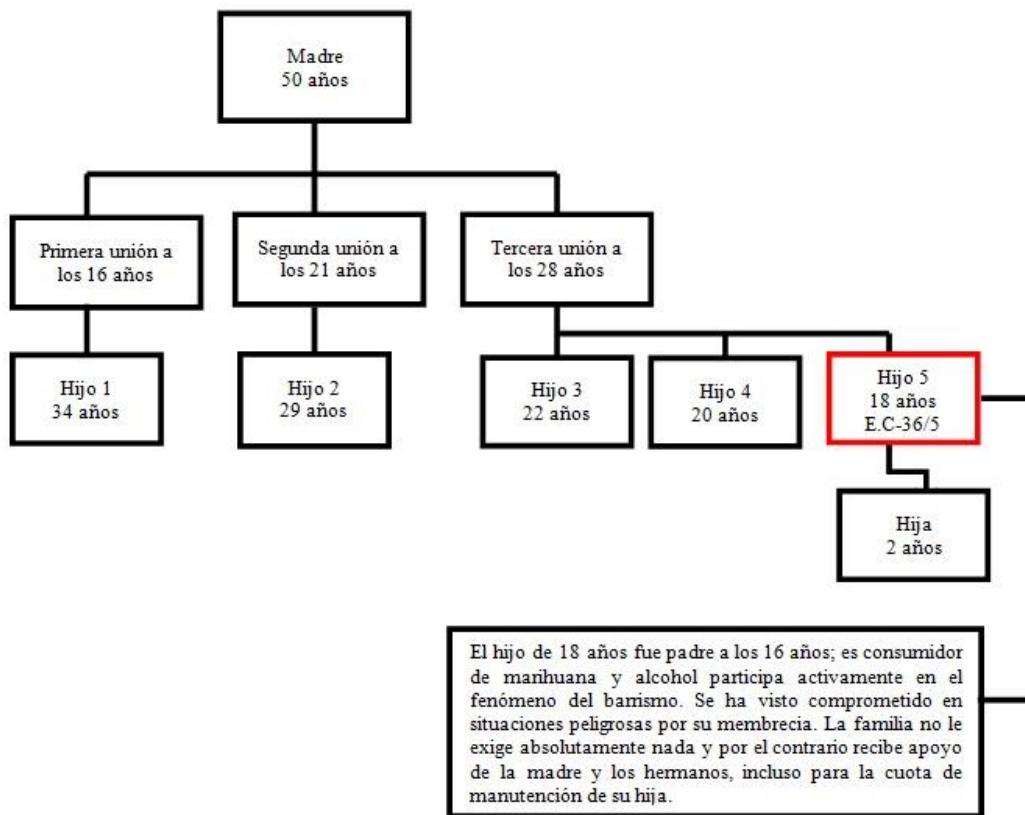 Madre
50 años
Primera unión a
los 16 años
Segunda unión a
los 21 años
Tercera unión a
los 28 años
Hijo 1
34 años
Hijo 2
29 años
Hijo 3
22 años
Hijo 4
20 años
Hijo 5
18 años
E.C-36/5
Hija
2 años
El hijo de 18 años fue padre a los 16 años; es consumidor
de marihuana y alcohol participa activamente en el
fenómeno del barrismo. Se ha visto comprometido en
situaciones peligrosas por su membrecia. La familia no le
exige absolutamente nada y por el contrario recibe apoyo
de la madre y los hermanos, incluso para la cuota de
manutención de su hija.